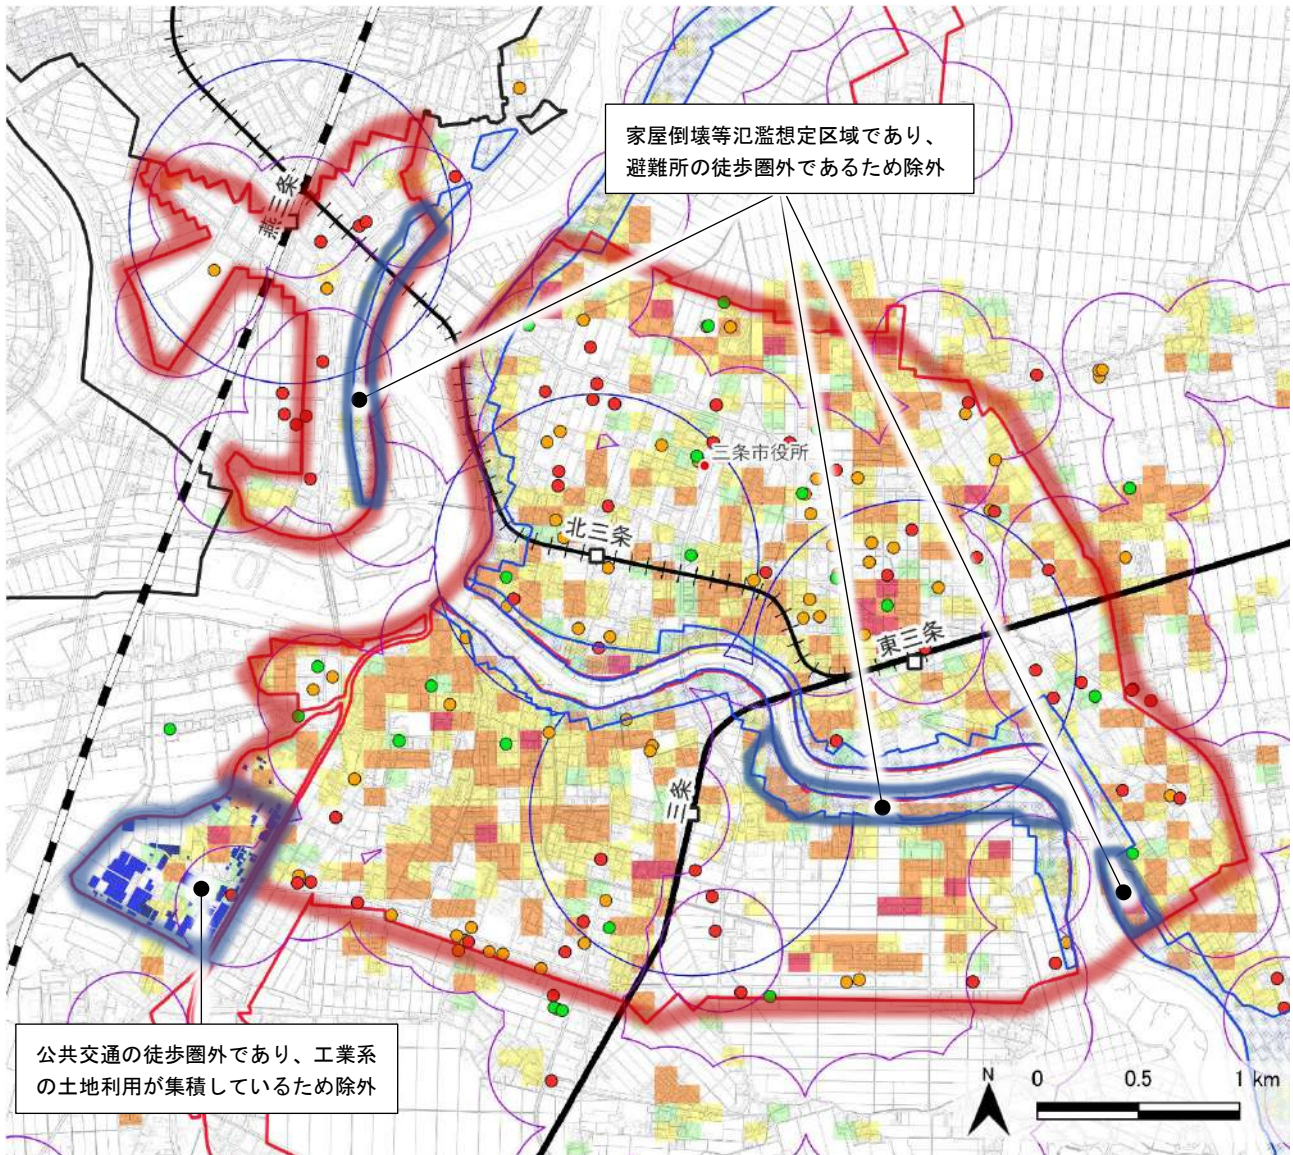 家屋倒壊等氾濫想定区域であり、
避難所の徒歩圏外であるため除外
燕三条
三条市役所
北三条
東三条
三条
公共交通の徒歩圏外であり、工業系
の土地利用が集積しているため除外
N
0 0.5 1 km